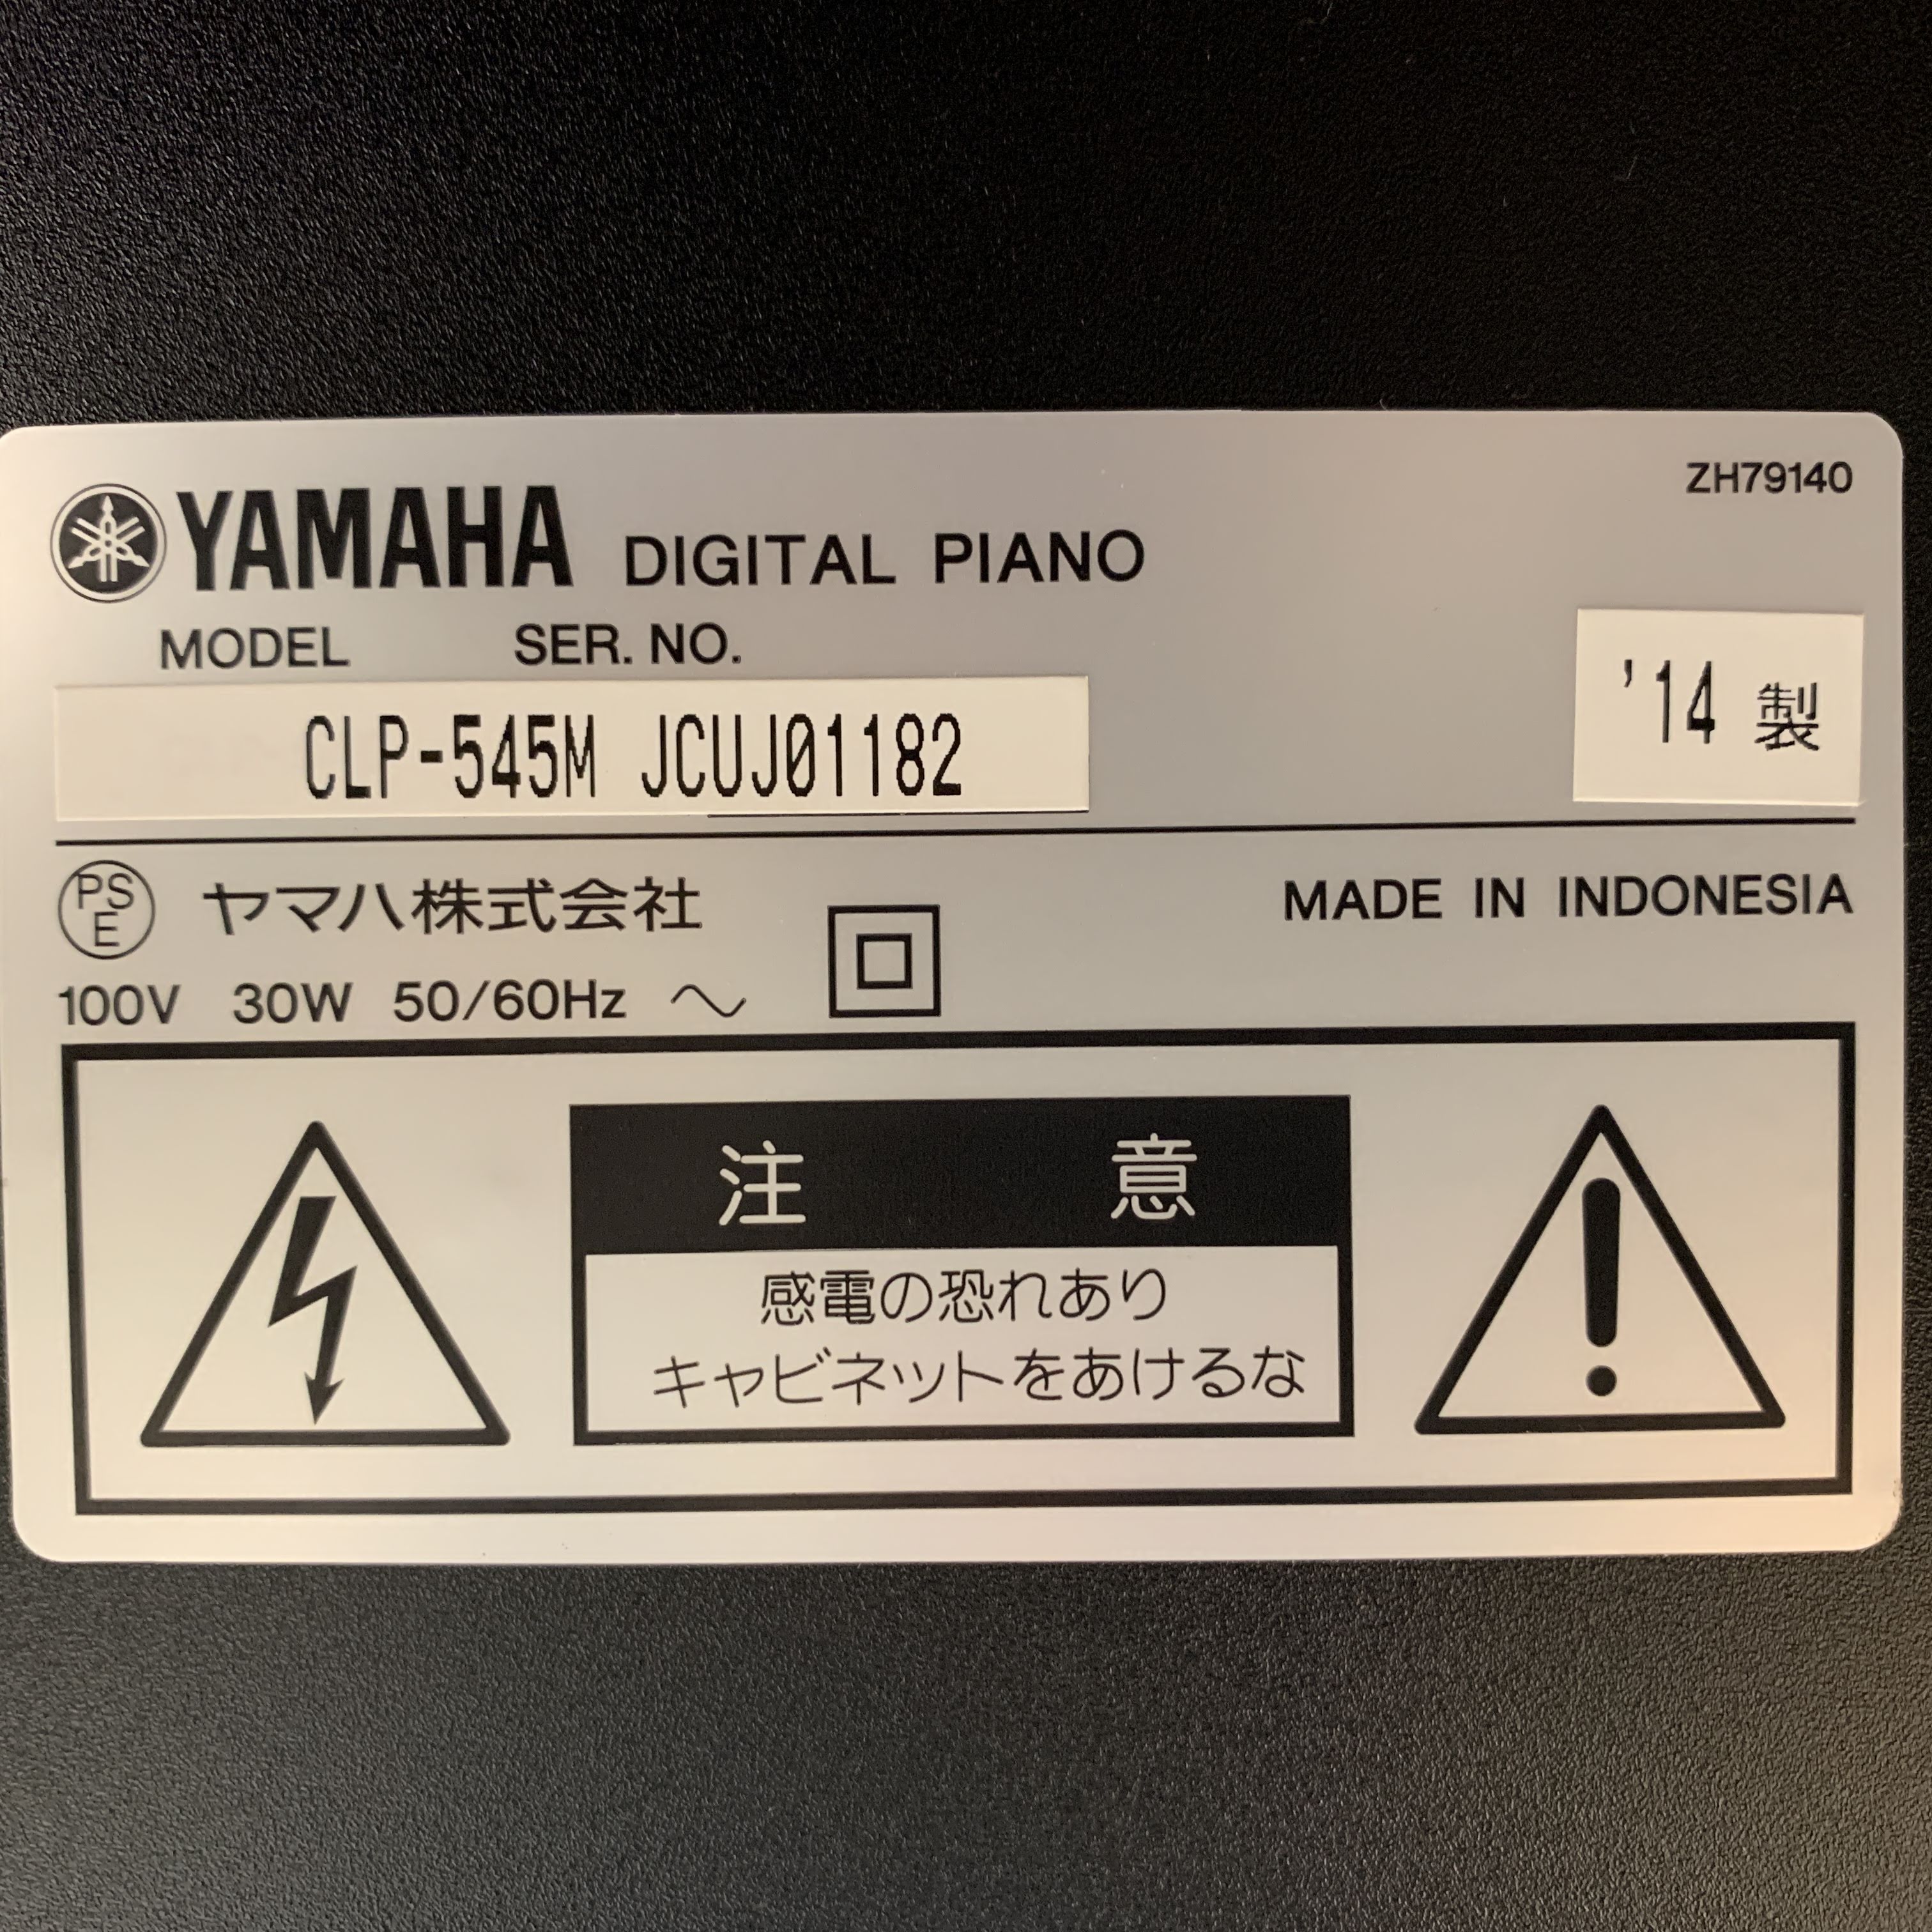 ZH79140
YAMAHA DIGITAL PIANO
MODEL SER. NO.
CLP-545M JCUJ01182
'14 製
PSE ヤマハ株式会社
MADE IN INDONESIA
100V 30W 50/60Hz ～
注意
感電の恐れあり
キャビネットをあけるな